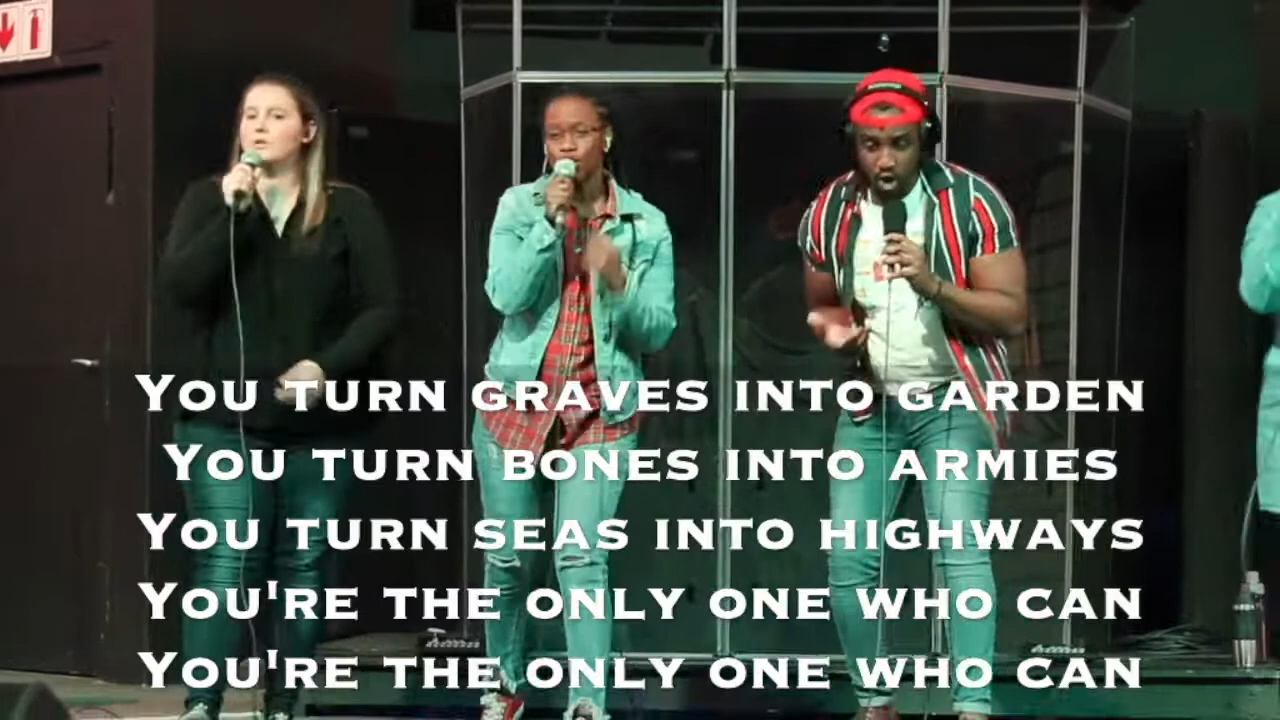 You turn graves into garden
You turn bones into armies
You turn seas into highways
You're the only one who can
You're the only one who can